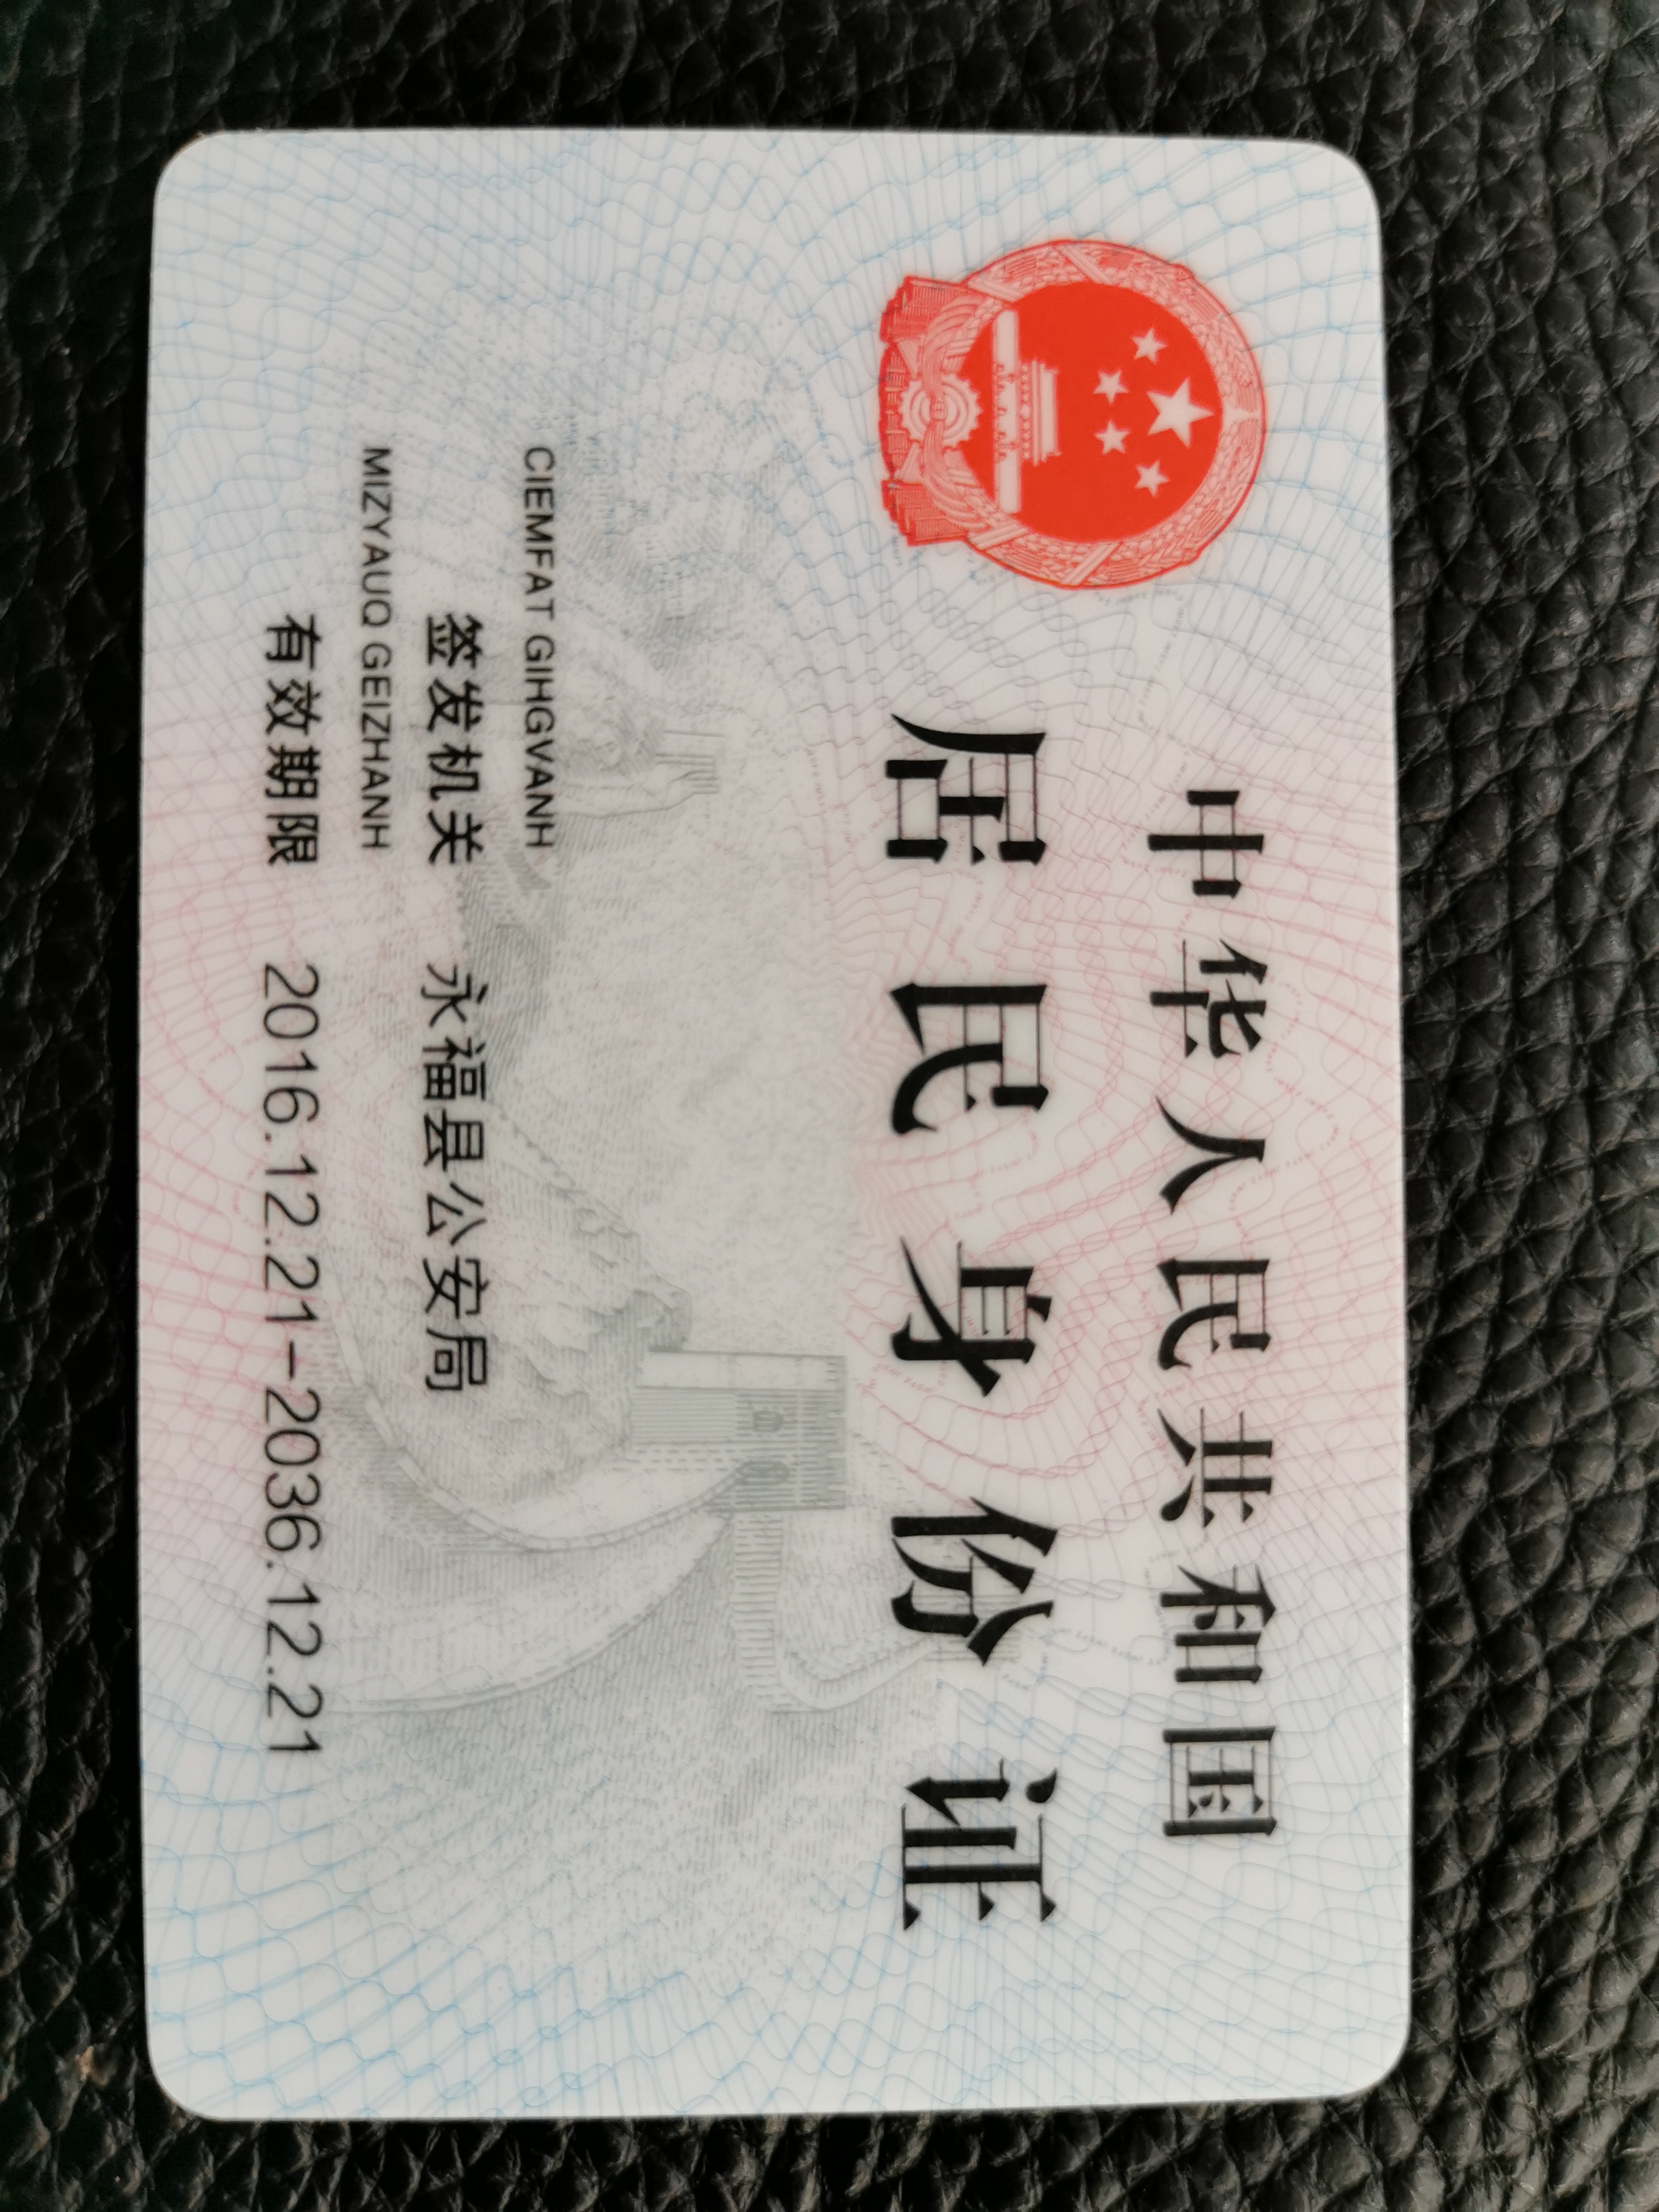 中华人民共和国
居民身份证
CIEMFAT GIHGVANH
签发机关 永福县公安局
MIZYAUQ GEIZHANH
有效期限 2016.12.21-2036.12.21